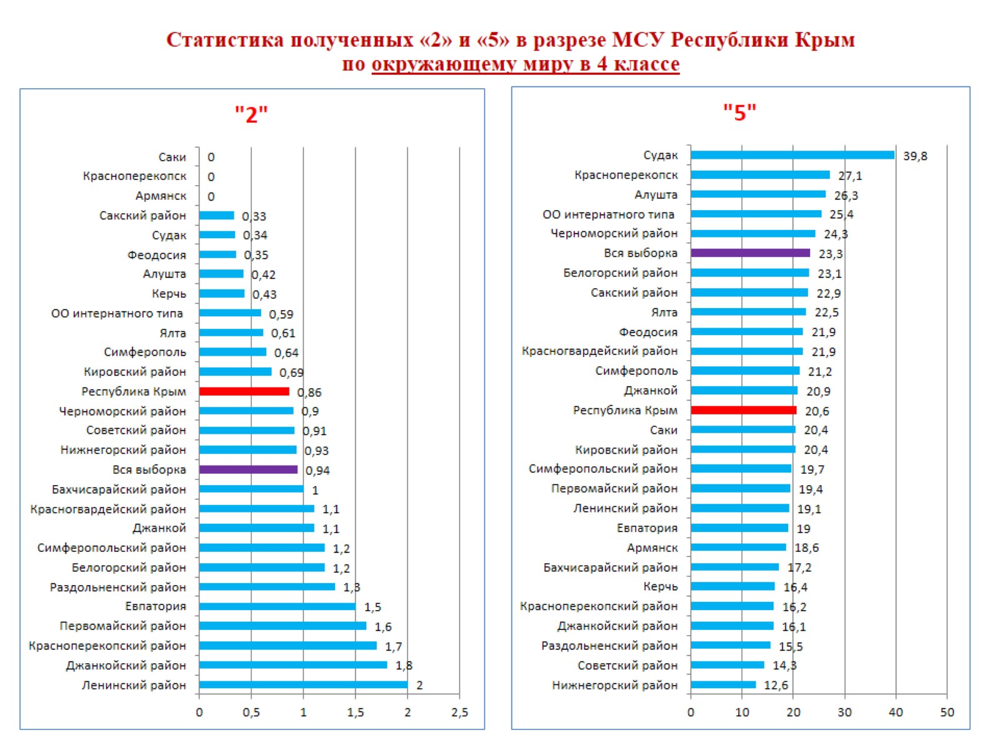 Статистика полученных «2» и «5» в разрезе МСУ Республики Крым
по окружающему миру в 4 классе
"2"
Саки 0
Красноперекопск 0
Армянск 0
Сакский район 0,33
Судак 0,34
Феодосия 0,35
Алушта 0,42
Керчь 0,43
ОО интернатного типа 0,59
Ялта 0,61
Симферополь 0,64
Кировский район 0,69
Республика Крым 0,86
Черноморский район 0,9
Советский район 0,91
Нижнегорский район 0,93
Вся выборка 0,94
Бахчисарайский район 1
Красногвардейский район 1,1
Джанкой 1,1
Симферопольский район 1,2
Белогорский район 1,2
Раздольненский район 1,3
Евпатория 1,5
Первомайский район 1,6
Красноперекопский район 1,7
Джанкойский район 1,8
Ленинский район 2
0 0,5 1 1,5 2 2,5
"5"
Судак 39,8
Красноперекопск 27,1
Алушта 26,3
ОО интернатного типа 25,4
Черноморский район 24,3
Вся выборка 23,3
Белогорский район 23,1
Сакский район 22,9
Ялта 22,5
Феодосия 21,9
Красногвардейский район 21,9
Симферополь 21,2
Джанкой 20,9
Республика Крым 20,6
Саки 20,4
Кировский район 20,4
Симферопольский район 19,7
Первомайский район 19,4
Ленинский район 19,1
Евпатория 19
Армянск 18,6
Бахчисарайский район 17,2
Керчь 16,4
Красноперекопский район 16,2
Джанкойский район 16,1
Раздольненский район 15,5
Советский район 14,3
Нижнегорский район 12,6
0 10 20 30 40 50